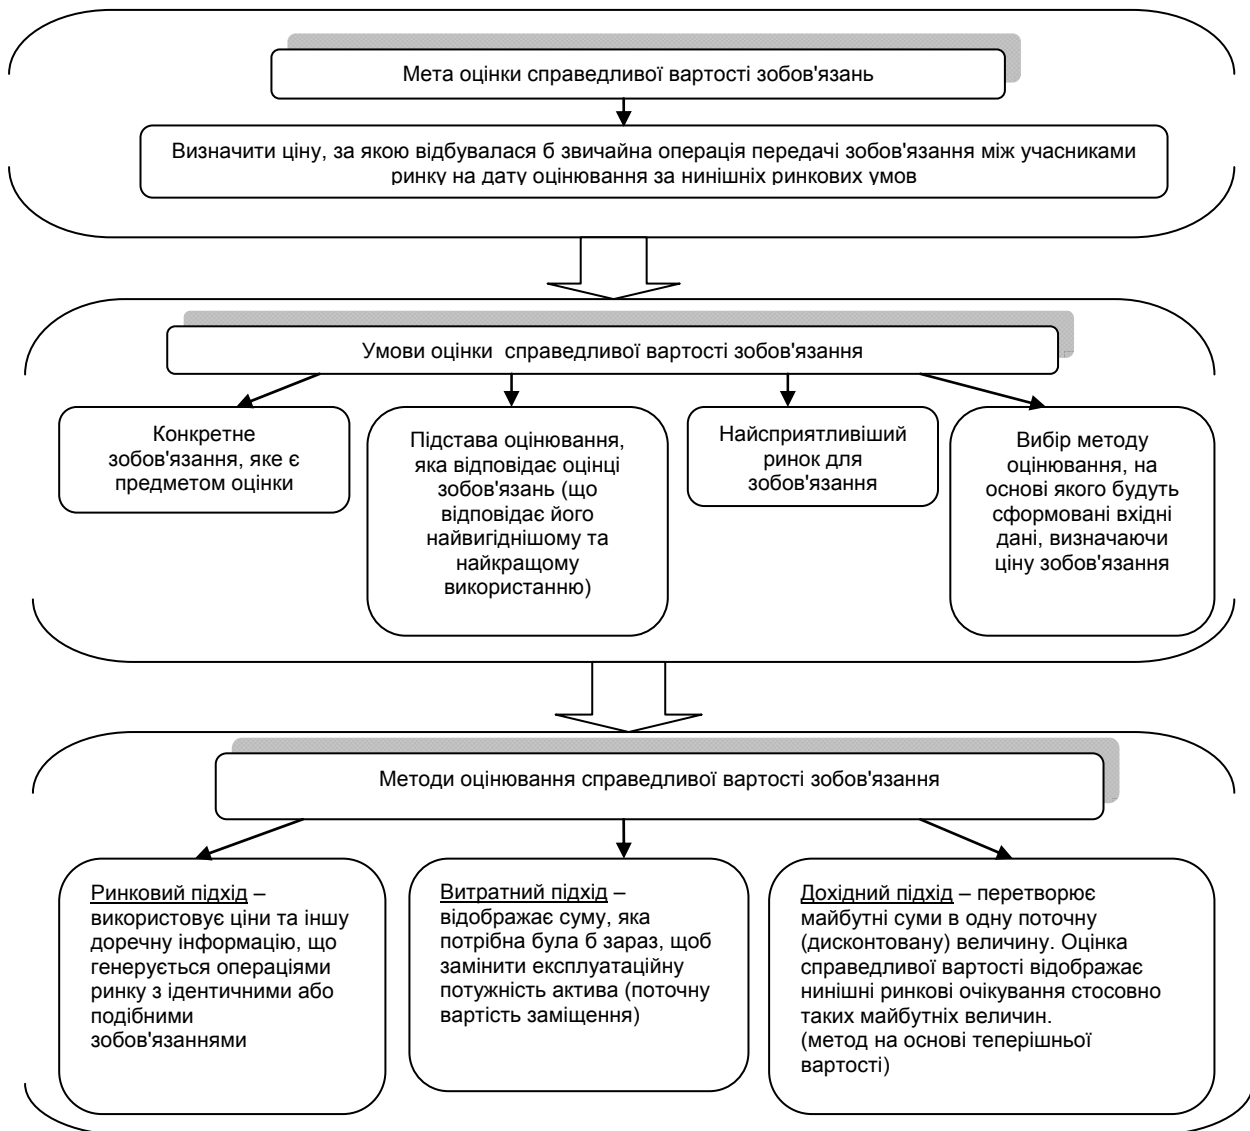 Мета оцінки справедливої вартості зобов'язань
Визначити ціну, за якою відбувалася б звичайна операція передачі зобов'язання між учасниками
ринку на дату оцінювання за нинішніх ринкових умов
Умови оцінки справедливої вартості зобов'язання
Конкретне
зобов'язання, яке є
предметом оцінки
Підстава оцінювання,
яка відповідає оцінці
зобов'язань (що
відповідає його
найвигіднішому та
найкращому
використанню)
Найсприятливіший
ринок для
зобов'язання
Вибір методу
оцінювання, на
основі якого будуть
сформовані вхідні
дані, визначаючи
ціну зобов'язання
Методи оцінювання справедливої вартості зобов'язання
Ринковий підхід –
використовує ціни та іншу
доречну інформацію, що
генерується операціями
ринку з ідентичними або
подібними
зобов'язаннями
Витратний підхід –
відображає суму, яка
потрібна була б зараз, щоб
замінити експлуатаційну
потужність актива (поточну
вартість заміщення)
Дохідний підхід – перетворює
майбутні суми в одну поточну
(дисконтовану) величину. Оцінка
справедливої вартості відображає
нинішні ринкові очікування стосовно
таких майбутніх величин.
(метод на основі теперішньої
вартості)